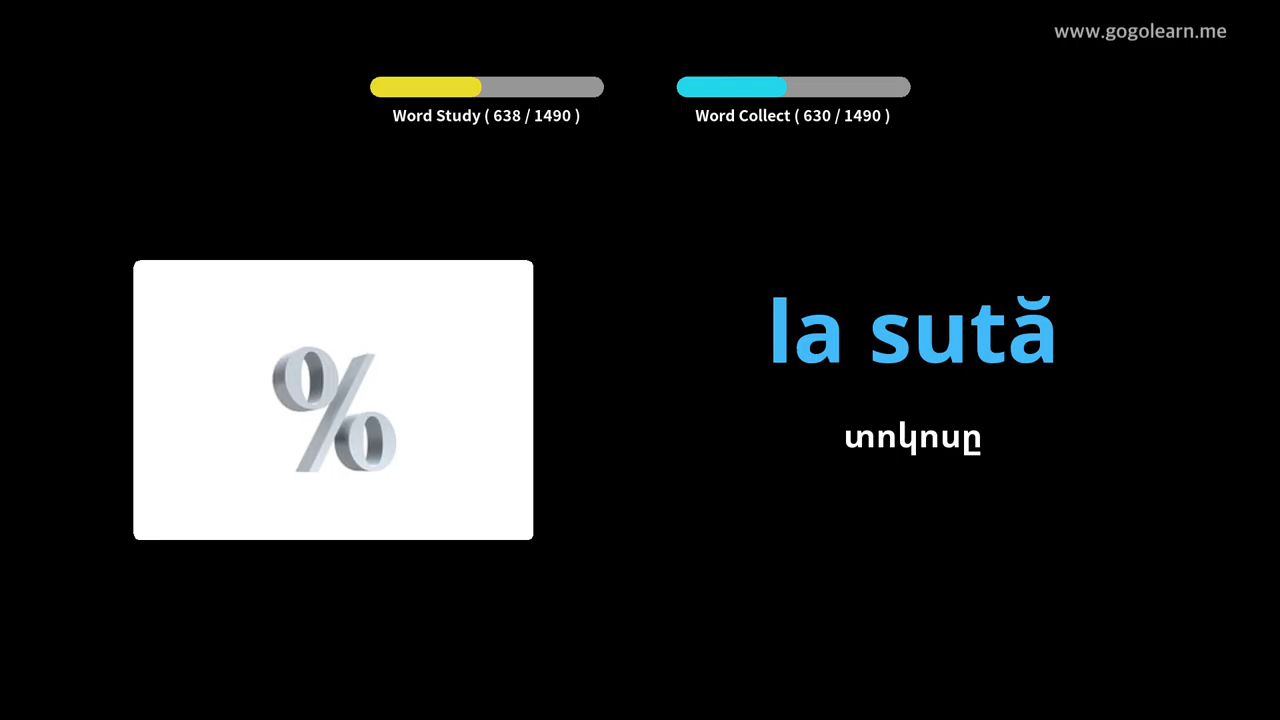 www.gogolearn.me
Word Study ( 638 / 1490 )
Word Collect ( 630 / 1490 )
%
la sută
տոկոսը